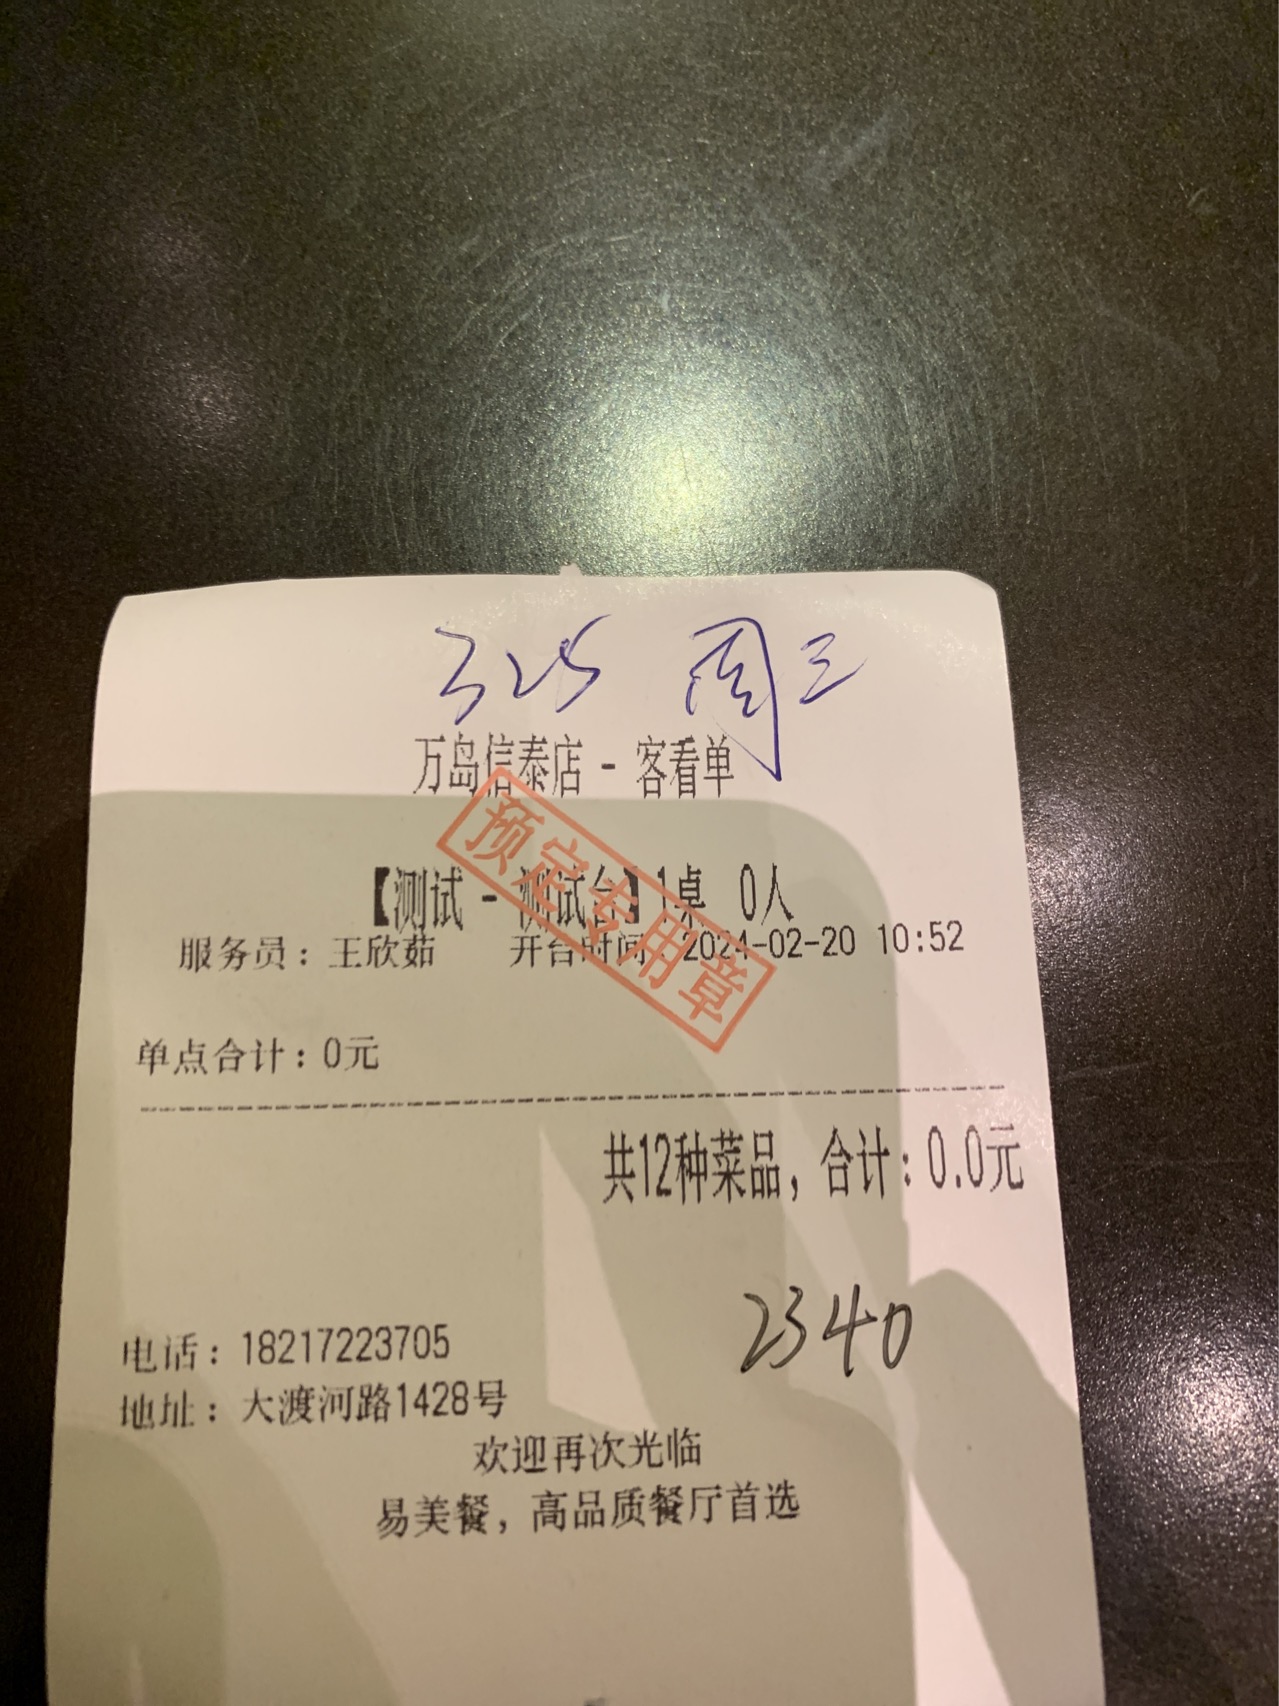 325 周三
万岛信泰店 - 客看单
预定专用章
【测试 - 测试台】1桌 0人
服务员：王欣茹 开台时间：2024-02-20 10:52
单点合计：0元
共12种菜品，合计：0.0元
2340
电话：18217223705
地址：大渡河路1428号
欢迎再次光临
易美餐，高品质餐厅首选